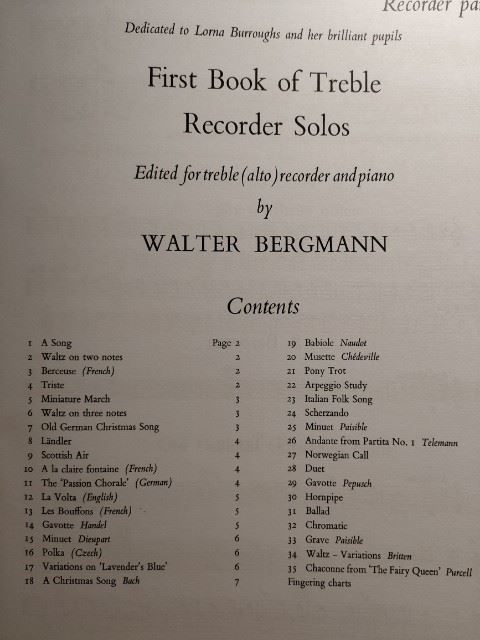 Recorder
Dedicated to Lorna Burroughs and her brilliant pupils
First Book of Treble
Recorder Solos
Edited for treble (alto) recorder and piano
by
WALTER BERGMANN
Contents
1 A Song Page 2
2 Waltz on two notes 2
3 Berceuse (French) 2
4 Triste 2
5 Miniature March 3
6 Waltz on three notes 3
7 Old German Christmas Song 3
8 Ländler 4
9 Scottish Air 4
10 A la claire fontaine (French) 4
11 The 'Passion Chorale' (German) 4
12 La Volta (English) 5
13 Les Bouffons (French) 5
14 Gavotte Handel 5
15 Minuet Dieupart 6
16 Polka (Czech) 6
17 Variations on 'Lavender's Blue' 6
18 A Christmas Song Bach 7
19 Babiole Naudot
20 Musette Chédeville
21 Pony Trot
22 Arpeggio Study
23 Italian Folk Song
24 Scherzando
25 Minuet Paisible
26 Andante from Partita No. 1 Telemann
27 Norwegian Call
28 Duet
29 Gavotte Pepusch
30 Hornpipe
31 Ballad
32 Chromatic
33 Grave Paisible
34 Waltz – Variations Britten
35 Chaconne from 'The Fairy Queen' Purcell
Fingering charts